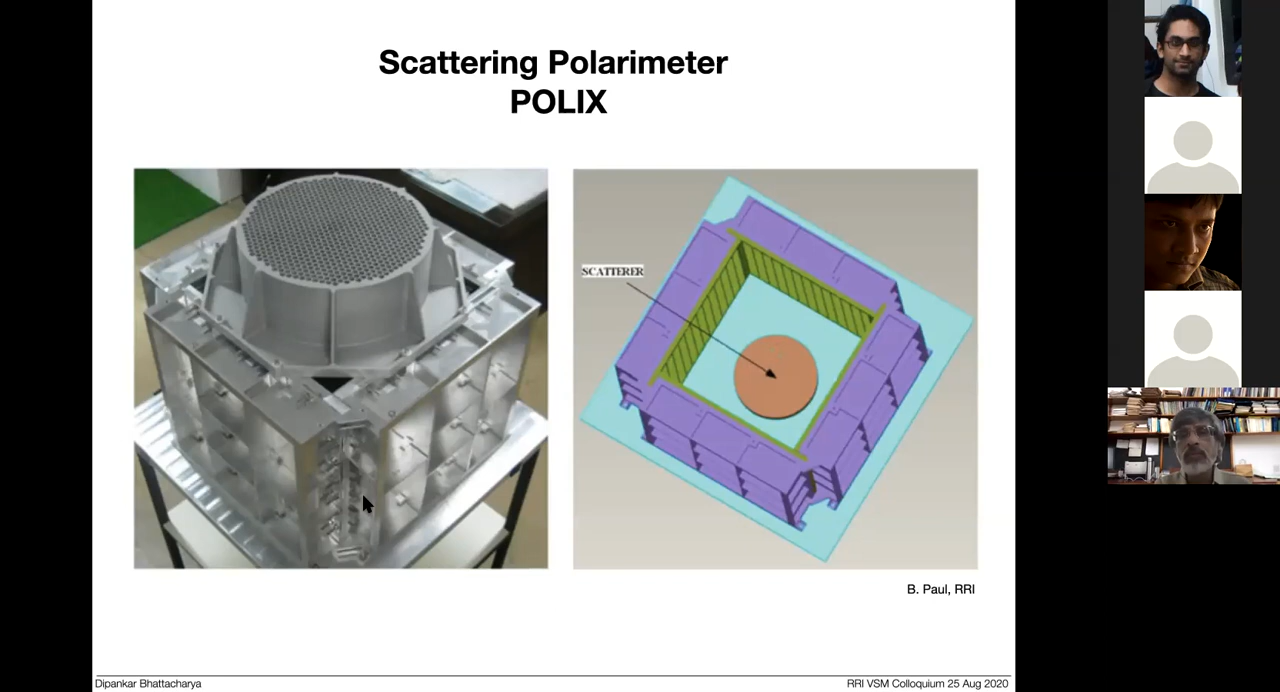 Scattering Polarimeter
POLIX
SCATTERER
B. Paul, RRI
Dipankar Bhattacharya
RRI VSM Colloquium 25 Aug 2020